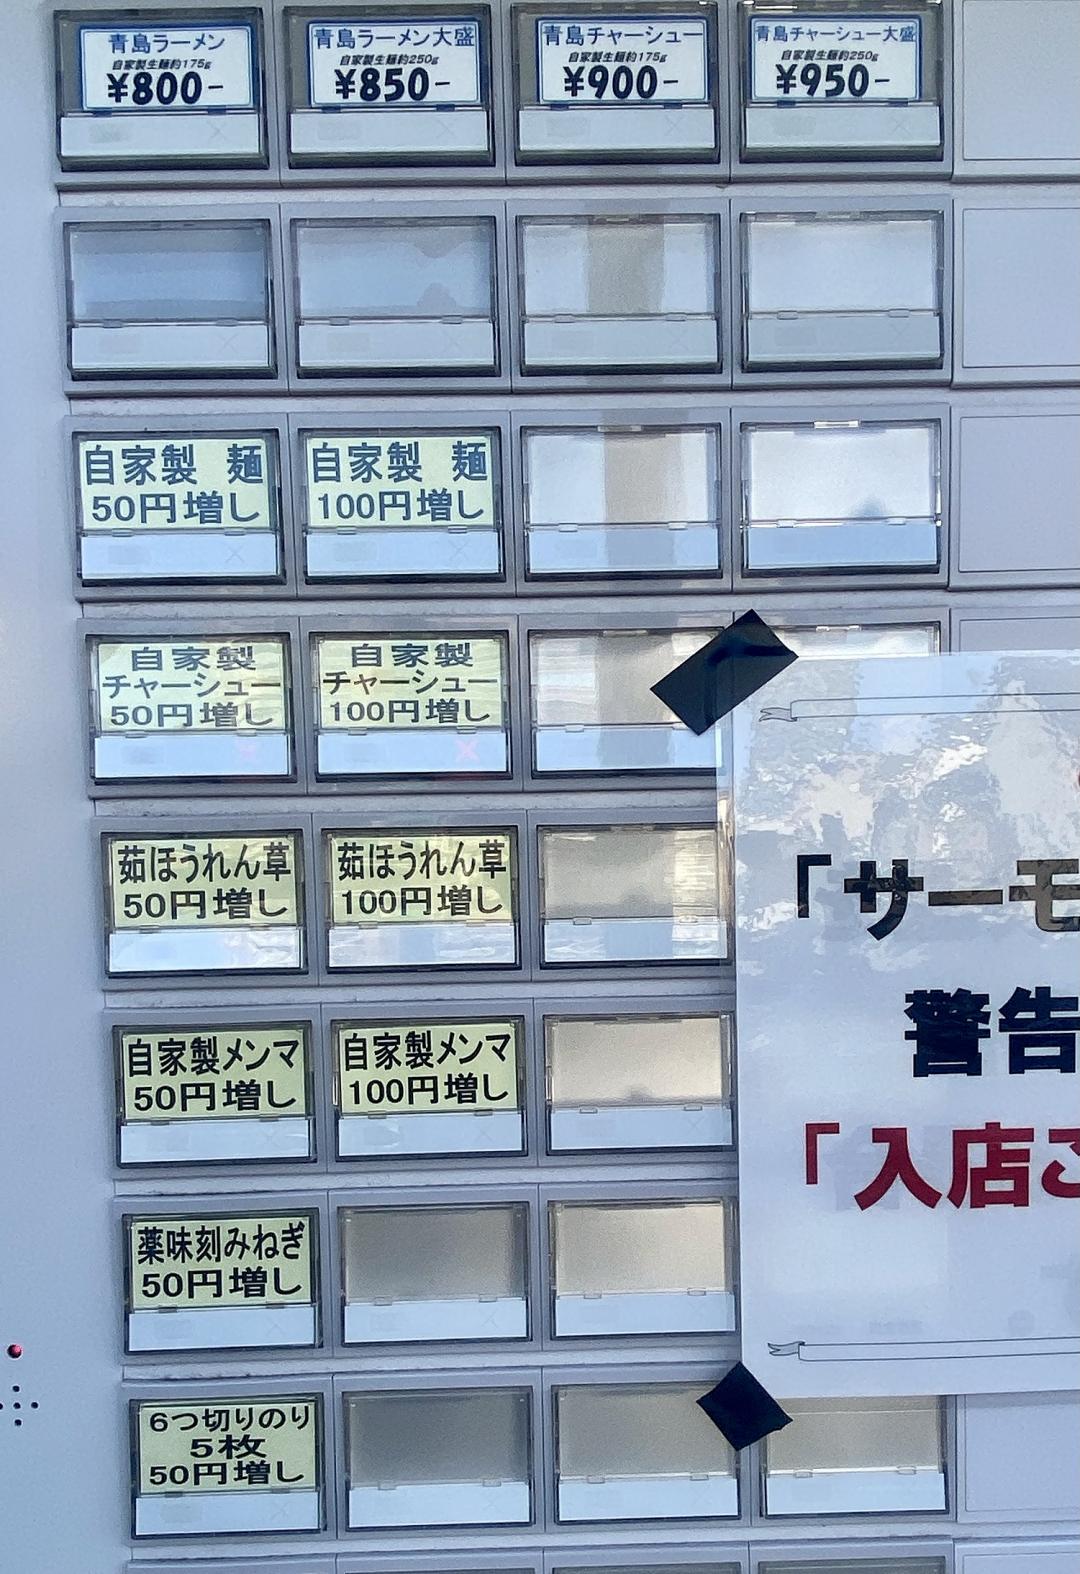 青島ラーメン
自家製生麺約175g
¥800-
青島ラーメン大盛
自家製生麺約250g
¥850-
青島チャーシュー
自家製生麺約175g
¥900-
青島チャーシュー大盛
自家製生麺約250g
¥950-
自家製 麺
50円増し
自家製 麺
100円増し
自家製
チャーシュー
50円増し
自家製
チャーシュー
100円増し
茹ほうれん草
50円増し
茹ほうれん草
100円増し
自家製メンマ
50円増し
自家製メンマ
100円増し
薬味刻みねぎ
50円増し
6つ切りのり
5枚
50円増し
「サーモ
警告
「入店ご